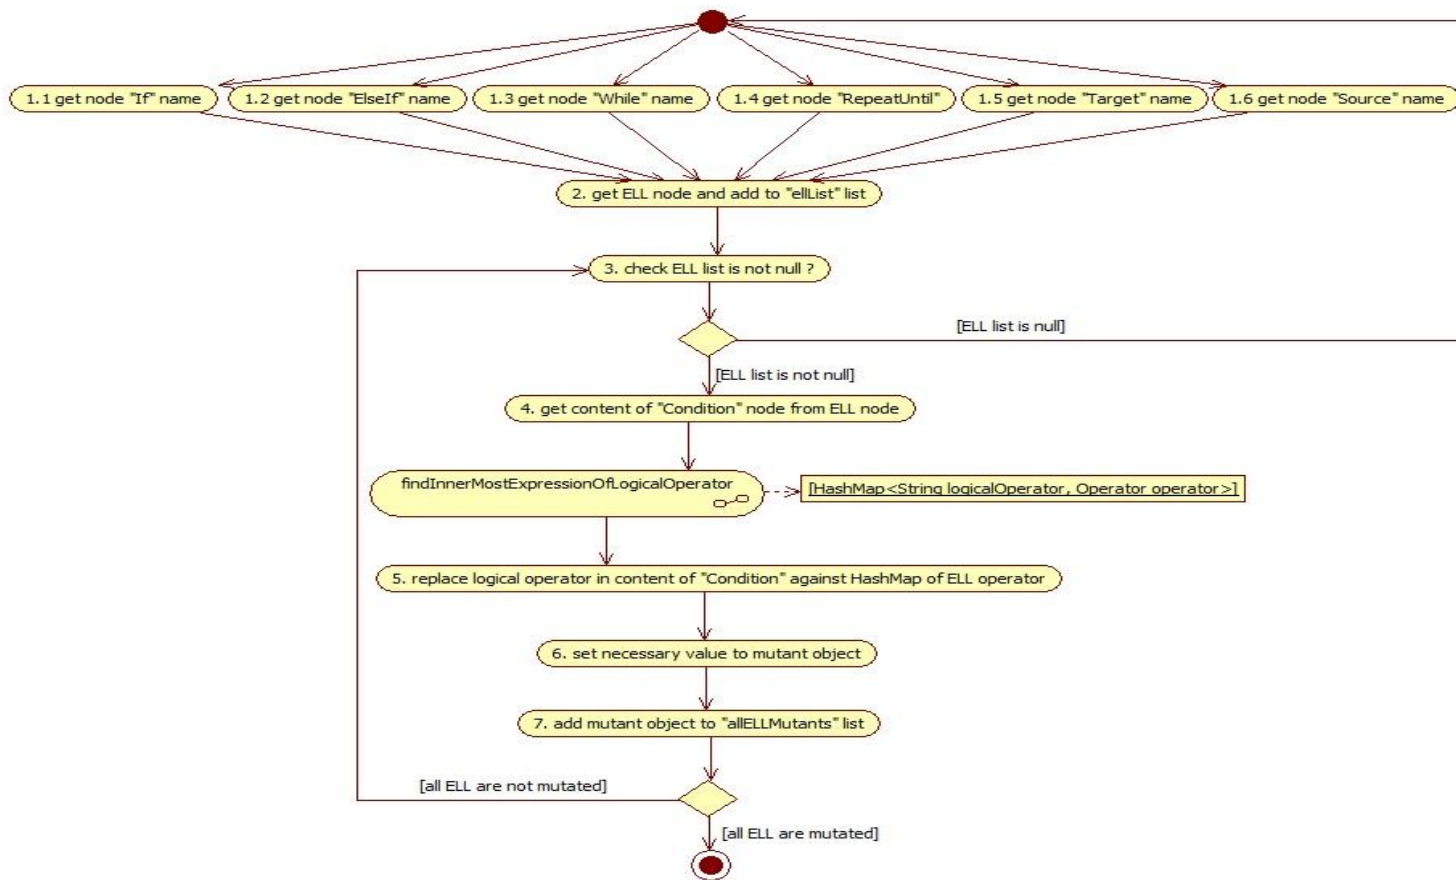 1.1 get node "If" name
1.2 get node "ElseIf" name
1.3 get node "While" name
1.4 get node "RepeatUntil"
1.5 get node "Target" name
1.6 get node "Source" name
2. get ELL node and add to "ellList" list
3. check ELL list is not null ?
[ELL list is null]
[ELL list is not null]
4. get content of "Condition" node from ELL node
findInnerMostExpressionOfLogicalOperator
[HashMap<String logicalOperator, Operator operator>]
5. replace logical operator in content of "Condition" against HashMap of ELL operator
6. set necessary value to mutant object
7. add mutant object to "allELLMutants" list
[all ELL are not mutated]
[all ELL are mutated]